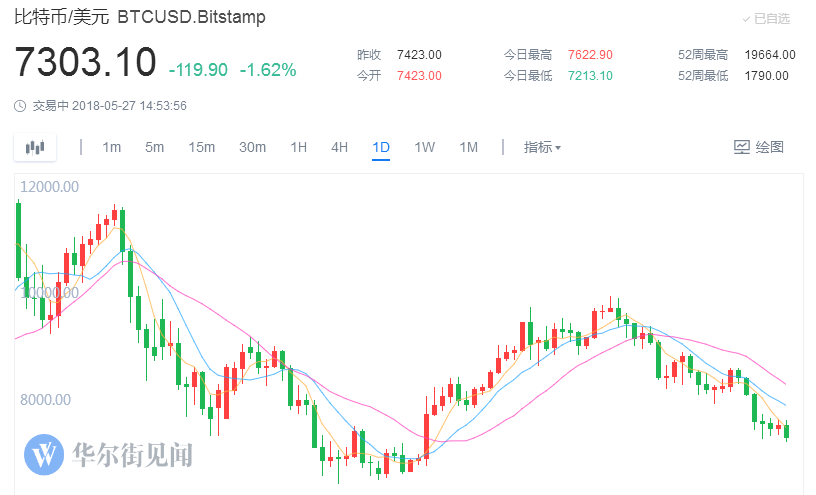 比特币/美元 BTCUSD.Bitstamp
已自选
7303.10 -119.90 -1.62%
昨收 7423.00 今日最高 7622.90 52周最高 19664.00
今开 7423.00 今日最低 7213.10 52周最低 1790.00
交易中 2018-05-27 14:53:56
1m 5m 15m 30m 1H 4H 1D 1W 1M 指标 绘图
12000.00
10000.00
8000.00
华尔街见闻